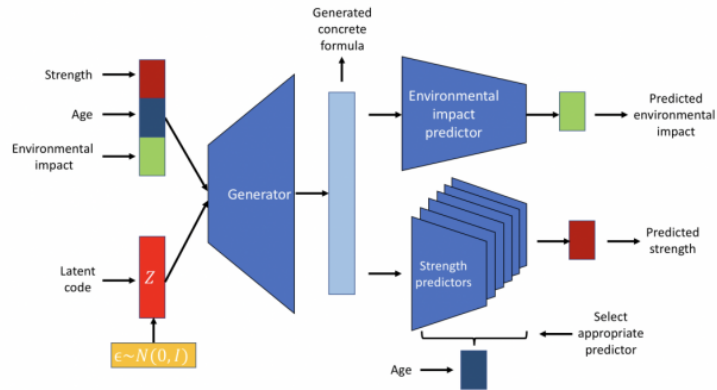 Strength
Age
Environmental
impact
Latent
code
Z
ϵ~N(0, I)
Generator
Generated
concrete
formula
Environmental
impact
predictor
Predicted
environmental
impact
Strength
predictors
Predicted
strength
Select
appropriate
predictor
Age